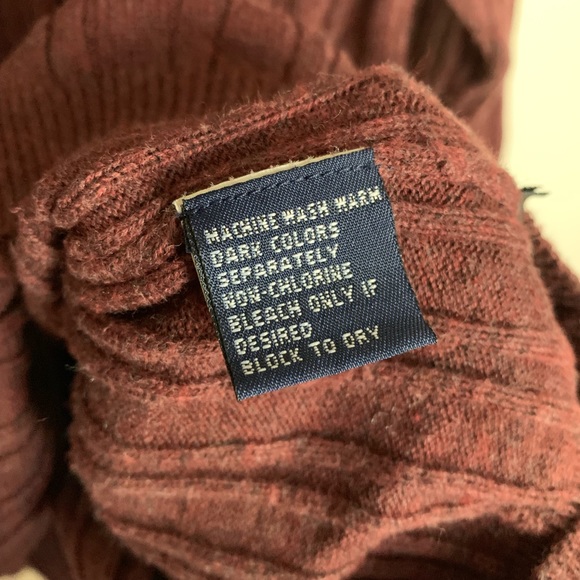 MACHINE WASH WARM
DARK COLORS
SEPARATELY
NON-CHLORINE
BLEACH ONLY IF
DESIRED
BLOCK TO DRY